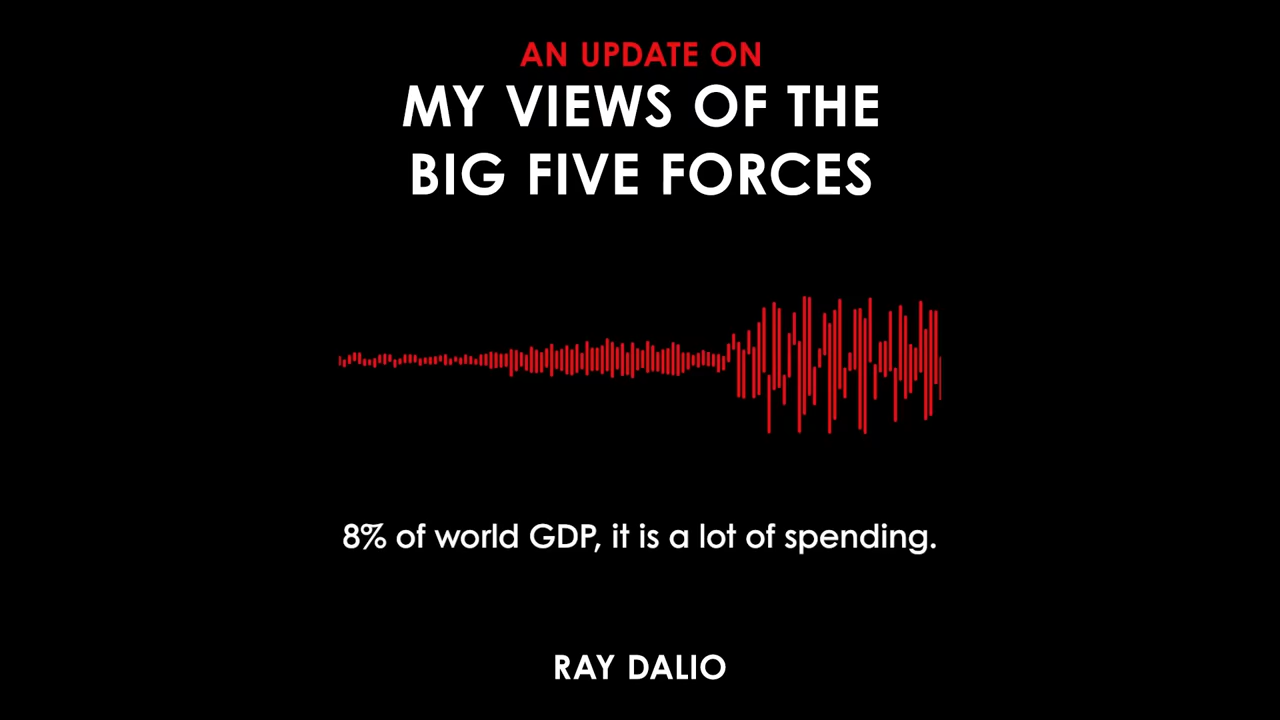 AN UPDATE ON
MY VIEWS OF THE
BIG FIVE FORCES
8% of world GDP, it is a lot of spending.
RAY DALIO